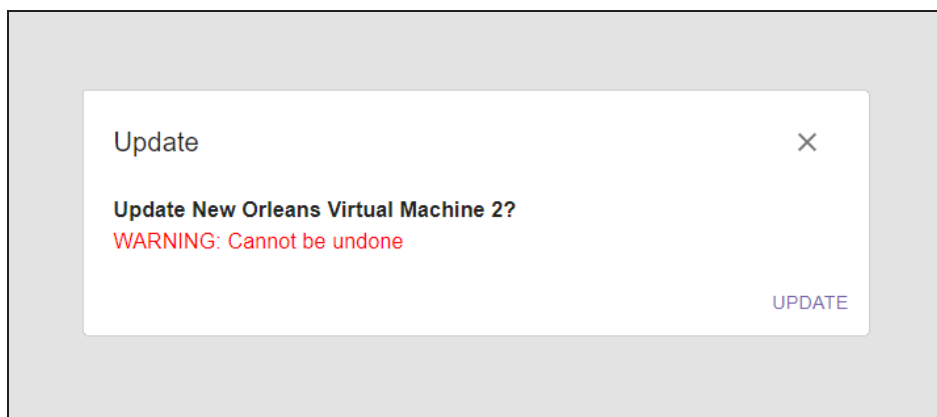 Update
Update New Orleans Virtual Machine 2?
WARNING: Cannot be undone
UPDATE